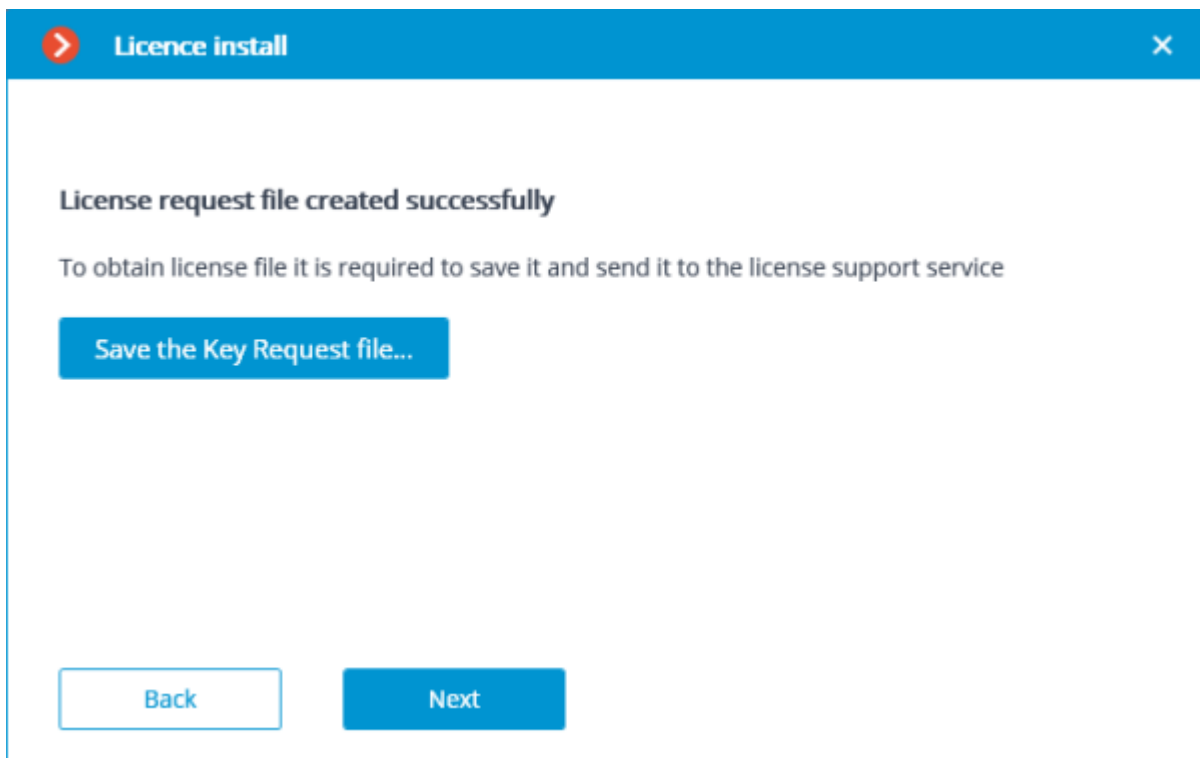 Licence install
License request file created successfully
To obtain license file it is required to save it and send it to the license support service
Save the Key Request file...
Back
Next